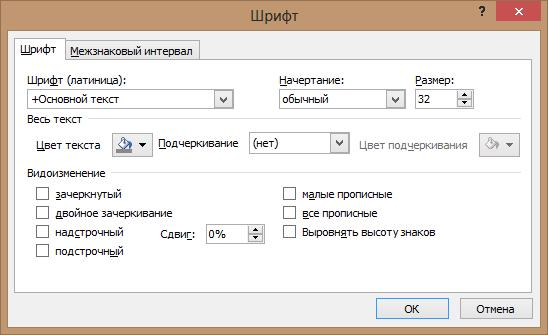 Шрифт
?
Шрифт Межзнаковый интервал
Шрифт (латиница): Начертание: Размер:
+Основной текст обычный 32
Весь текст
Цвет текста Подчеркивание (нет) Цвет подчеркивания
Видоизменение
зачеркнутый малые прописные
двойное зачеркивание все прописные
надстрочный Сдвиг: 0% Выровнять высоту знаков
подстрочный
ОК Отмена